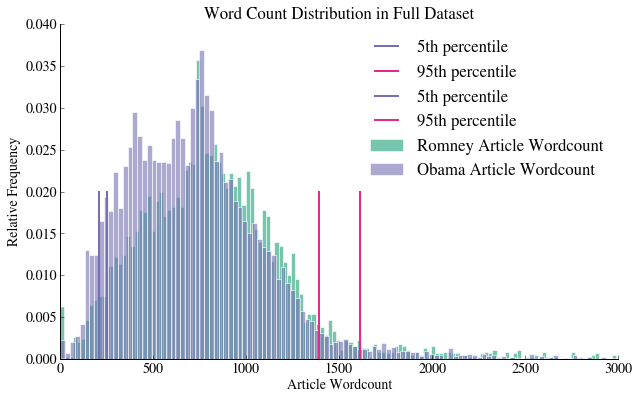 Word Count Distribution in Full Dataset
0.040
0.035
0.030
0.025
0.020
0.015
0.010
0.005
0.000
Relative Frequency
5th percentile
95th percentile
5th percentile
95th percentile
Romney Article Wordcount
Obama Article Wordcount
0 500 1000 1500 2000 2500 3000
Article Wordcount